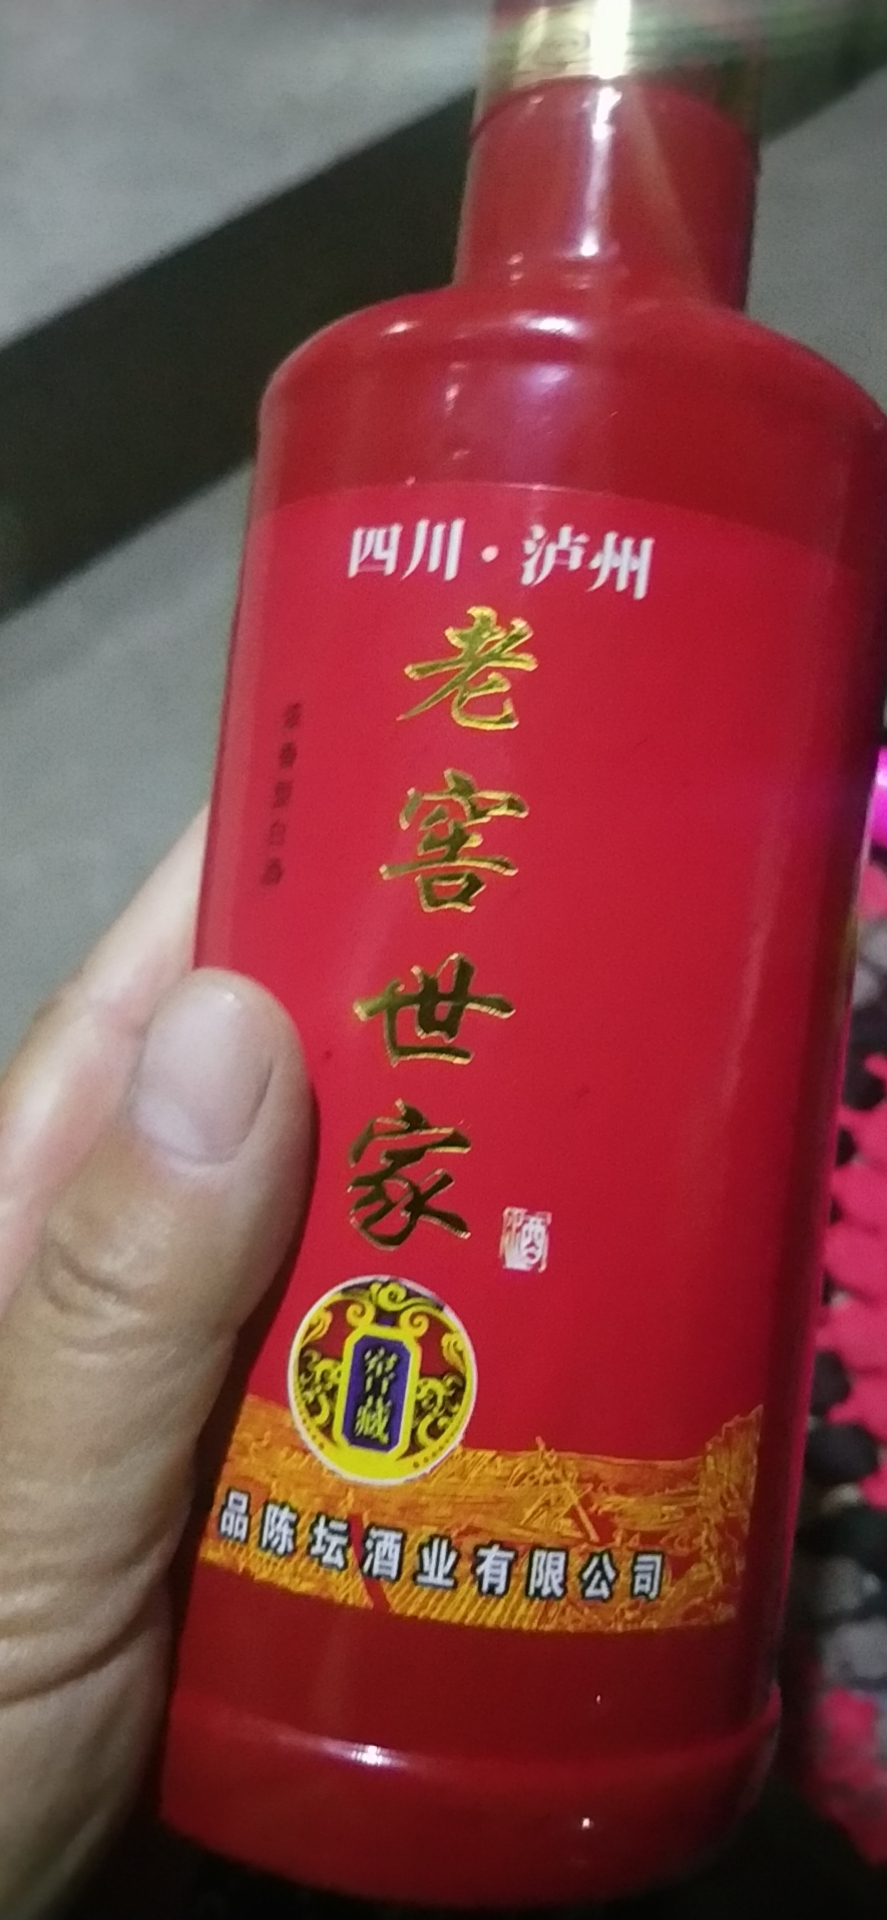 四川·泸州
老窖世家
酒
窖藏
品陈坛酒业有限公司